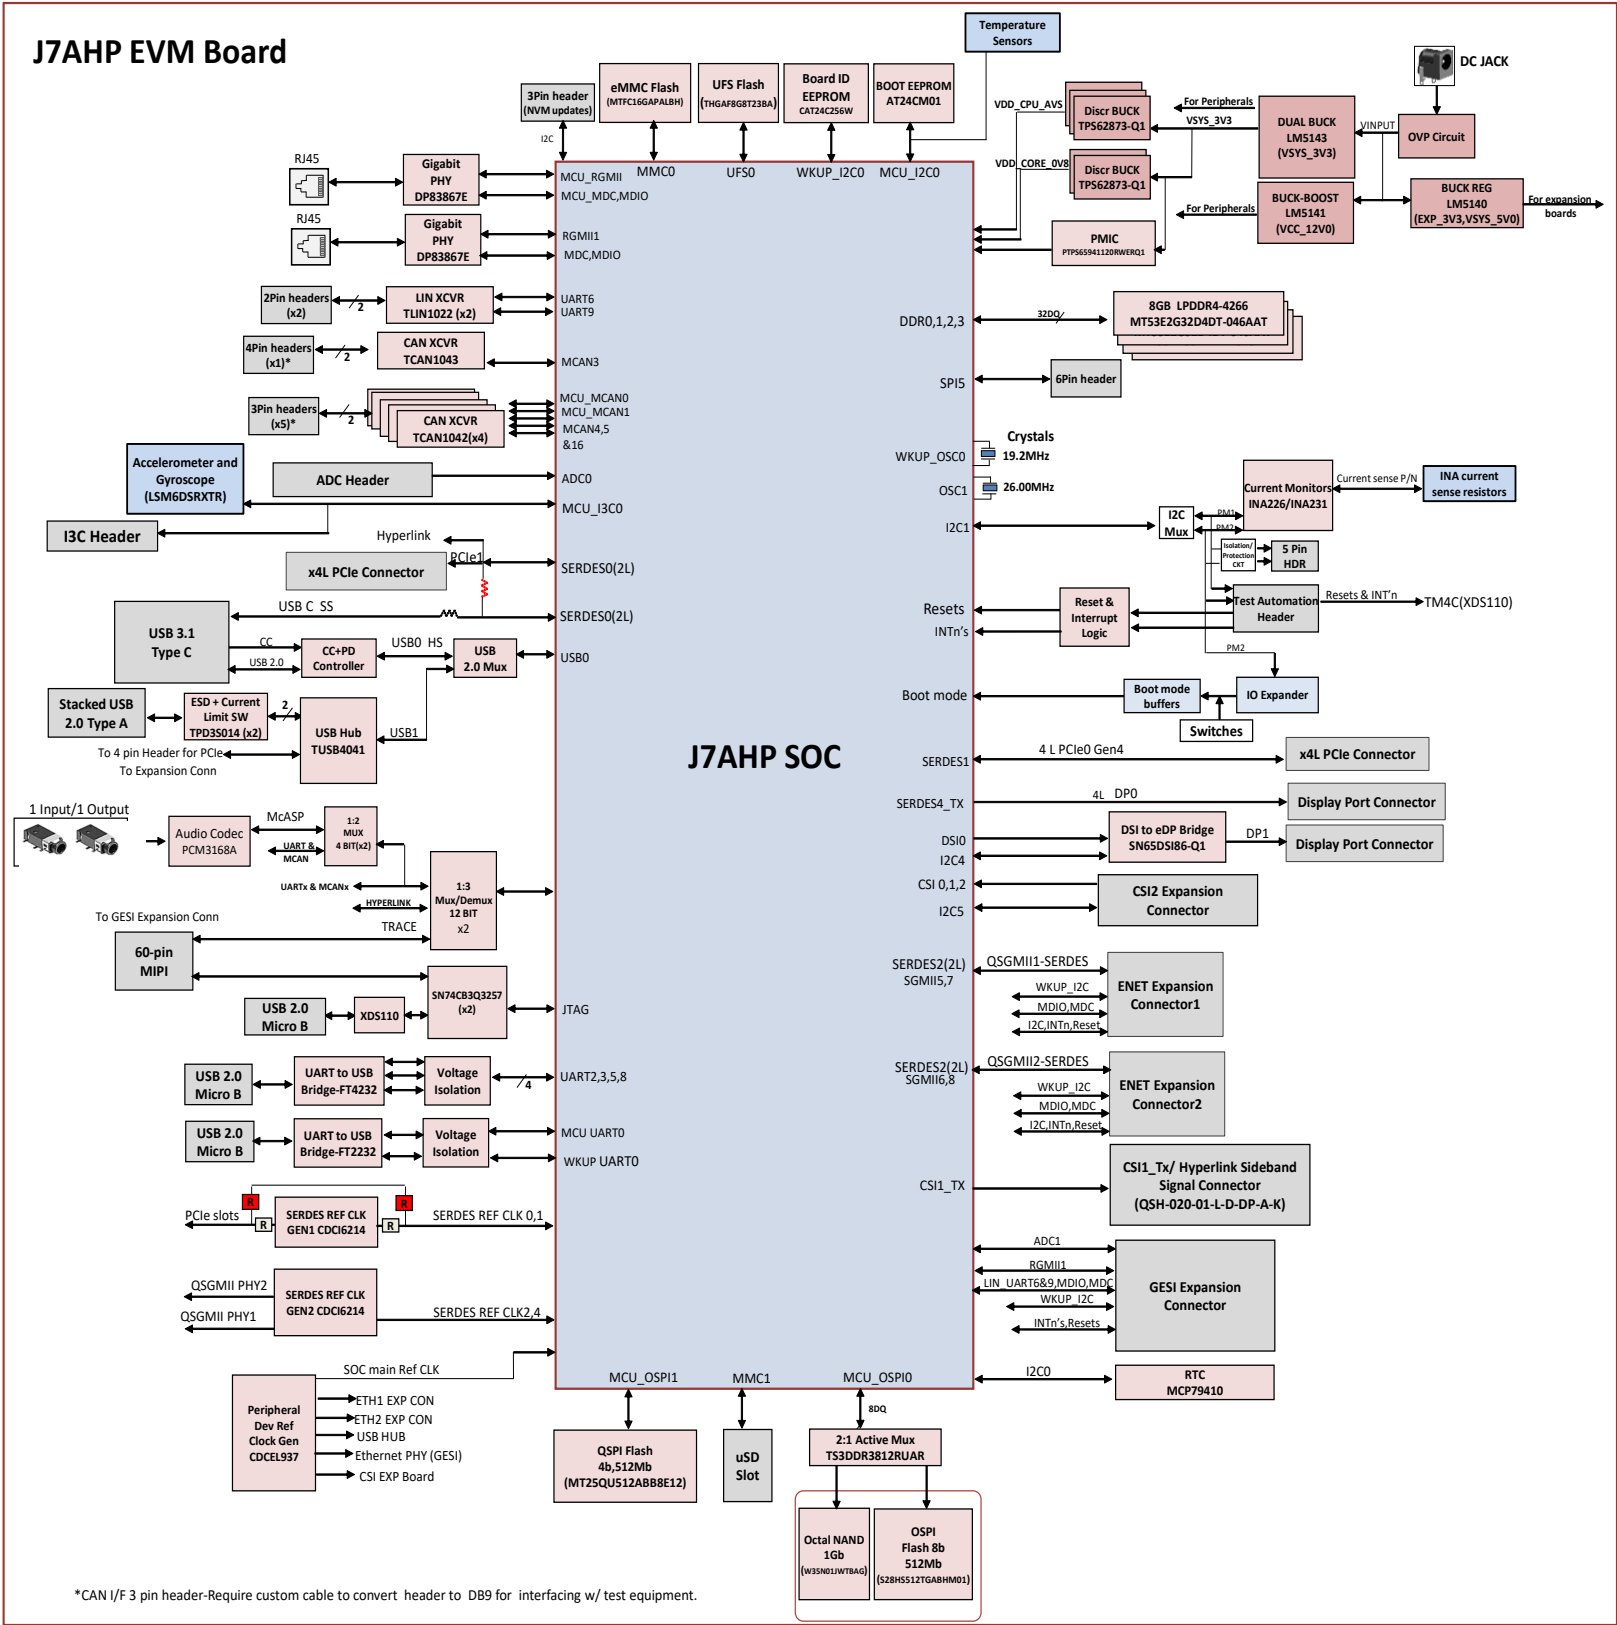 J7AHP EVM Board
Temperature
Sensors
DC JACK
3Pin header
(NVM updates)
I2C
eMMC Flash
(MTFC16GAPALBH)
UFS Flash
(THGAF8G8T23BA)
Board ID
EEPROM
CAT24C256W
BOOT EEPROM
AT24CM01
VDD_CPU_AVS
Discr BUCK
TPS62873-Q1
For Peripherals
VSYS_3V3
DUAL BUCK
LM5143
(VSYS_3V3)
VINPUT
OVP Circuit
VDD_CORE_0V8
Discr BUCK
TPS62873-Q1
For Peripherals
BUCK-BOOST
LM5141
(VCC_12V0)
BUCK REG
LM5140
(EXP_3V3,VSYS_5V0)
For expansion
boards
PMIC
PTPS65941120RWERQ1
MMC0
UFS0
WKUP_I2C0
MCU_I2C0
RJ45
Gigabit
PHY
DP83867E
MCU_RGMII
MCU_MDC,MDIO
RJ45
Gigabit
PHY
DP83867E
RGMII1
MDC,MDIO
2Pin headers
(x2)
2
LIN XCVR
TLIN1022 (x2)
UART6
UART9
4Pin headers
(x1)*
2
CAN XCVR
TCAN1043
MCAN3
3Pin headers
(x5)*
2
CAN XCVR
TCAN1042(x4)
MCU_MCAN0
MCU_MCAN1
MCAN4,5
&16
Accelerometer and
Gyroscope
(LSM6DSRXTR)
ADC Header
ADC0
MCU_I3C0
I3C Header
Hyperlink
PCIe1
x4L PCIe Connector
SERDES0(2L)
USB C SS
SERDES0(2L)
USB 3.1
Type C
CC
USB 2.0
CC+PD
Controller
USB0 HS
USB
2.0 Mux
USB0
Stacked USB
2.0 Type A
ESD + Current
Limit SW
TPD3S014 (x2)
2
USB Hub
TUSB4041
USB1
To 4 pin Header for PCIe
To Expansion Conn
1 Input/1 Output
Audio Codec
PCM3168A
McASP
UART &
MCAN
1:2
MUX
4 BIT(x2)
UARTx & MCANx
HYPERLINK
TRACE
1:3
Mux/Demux
12 BIT
x2
To GESI Expansion Conn
60-pin
MIPI
USB 2.0
Micro B
XDS110
SN74CB3Q3257
(x2)
JTAG
USB 2.0
Micro B
UART to USB
Bridge-FT4232
Voltage
Isolation
4
UART2,3,5,8
USB 2.0
Micro B
UART to USB
Bridge-FT2232
Voltage
Isolation
MCU UART0
WKUP UART0
PCIe slots
R
R
R
R
SERDES REF CLK
GEN1 CDCI6214
SERDES REF CLK 0,1
QSGMII PHY2
QSGMII PHY1
SERDES REF CLK
GEN2 CDCI6214
SERDES REF CLK2,4
SOC main Ref CLK
Peripheral
Dev Ref
Clock Gen
CDCEL937
ETH1 EXP CON
ETH2 EXP CON
USB HUB
Ethernet PHY (GESI)
CSI EXP Board
J7AHP SOC
DDR0,1,2,3
32DQ
8GB LPDDR4-4266
MT53E2G32D4DT-046AAT
SPI5
6Pin header
Crystals
WKUP_OSC0
19.2MHz
OSC1
26.00MHz
I2C1
I2C
Mux
PM1
PM2
Current Monitors
INA226/INA231
Current sense P/N
INA current
sense resistors
Isolation/
Protection
CKT
5 Pin
HDR
Resets
INTn's
Reset &
Interrupt
Logic
Test Automation
Header
Resets & INT'n
TM4C(XDS110)
PM2
Boot mode
Boot mode
buffers
IO Expander
Switches
SERDES1
4 L PCIe0 Gen4
x4L PCIe Connector
SERDES4_TX
4L DP0
Display Port Connector
DSI0
I2C4
DSI to eDP Bridge
SN65DSI86-Q1
DP1
Display Port Connector
CSI 0,1,2
I2C5
CSI2 Expansion
Connector
SERDES2(2L)
SGMII5,7
QSGMII1-SERDES
WKUP_I2C
MDIO,MDC
I2C,INTn,Reset
ENET Expansion
Connector1
SERDES2(2L)
SGMII6,8
QSGMII2-SERDES
WKUP_I2C
MDIO,MDC
I2C,INTn,Reset
ENET Expansion
Connector2
CSI1_TX
CSI1_Tx/ Hyperlink Sideband
Signal Connector
(QSH-020-01-L-D-DP-A-K)
ADC1
RGMII1
LIN_UART6&9,MDIO,MDC
WKUP_I2C
INTn's,Resets
GESI Expansion
Connector
I2C0
RTC
MCP79410
MCU_OSPI1
MMC1
MCU_OSPI0
8DQ
QSPI Flash
4b,512Mb
(MT25QU512ABB8E12)
uSD
Slot
2:1 Active Mux
TS3DDR3812RUAR
Octal NAND
1Gb
(W35N01JWTBAG)
OSPI
Flash 8b
512Mb
(S28HS512TGABHM01)
*CAN I/F 3 pin header-Require custom cable to convert header to DB9 for interfacing w/ test equipment.